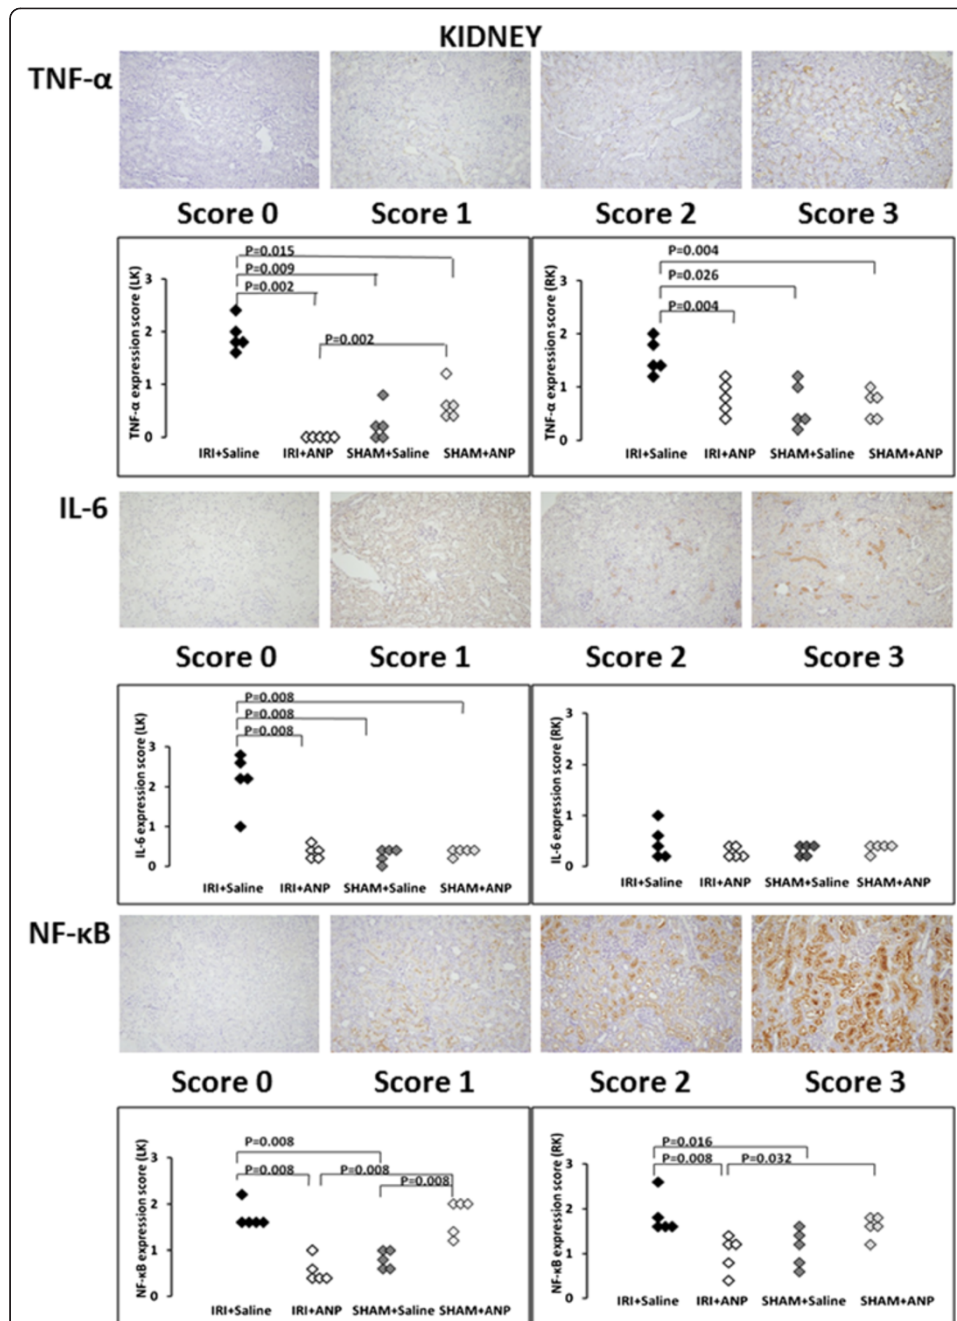 KIDNEY
TNF-α
Score 0 Score 1 Score 2 Score 3
TNF-α expression score (LK)
P=0.015
P=0.009
P=0.002
P=0.002
3
2
1
0
IRI+Saline IRI+ANP SHAM+Saline SHAM+ANP
TNF-α expression score (RK)
P=0.004
P=0.026
P=0.004
3
2
1
0
IRI+Saline IRI+ANP SHAM+Saline SHAM+ANP
IL-6
Score 0 Score 1 Score 2 Score 3
IL-6 expression score (LK)
P=0.008
P=0.008
P=0.008
3
2
1
0
IRI+Saline IRI+ANP SHAM+Saline SHAM+ANP
IL-6 expression score (RK)
3
2
1
0
IRI+Saline IRI+ANP SHAM+Saline SHAM+ANP
NF-κB
Score 0 Score 1 Score 2 Score 3
NF-κB expression score (LK)
P=0.008
P=0.008 P=0.008
P=0.008
3
2
1
0
IRI+Saline IRI+ANP SHAM+Saline SHAM+ANP
NF-κB expression score (RK)
P=0.016
P=0.008 P=0.032
3
2
1
0
IRI+Saline IRI+ANP SHAM+Saline SHAM+ANP